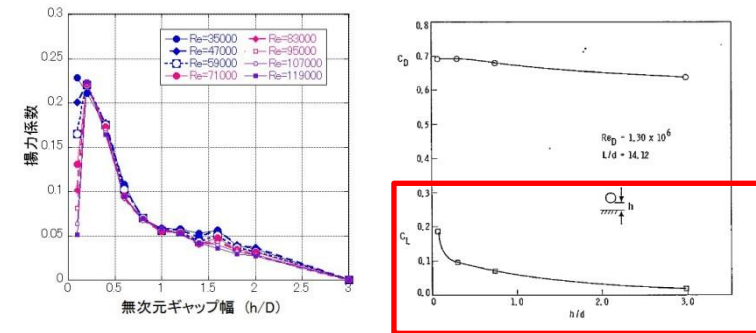 0.3
0.25
0.2
0.15
0.1
0.05
0
揚力係数
Re=35000
Re=47000
Re=59000
Re=71000
Re=83000
Re=95000
Re=107000
Re=119000
0 0.5 1 1.5 2 2.5 3
無次元ギャップ幅 (h/D)
0.8
CD 0.7
0.6
0.5
0.4
ReD = 1.30 x 10⁶
L/d = 14.12
0.3
h
0.2
CL
0.1
0.0
0 1.0 2.0 3.0
h/d